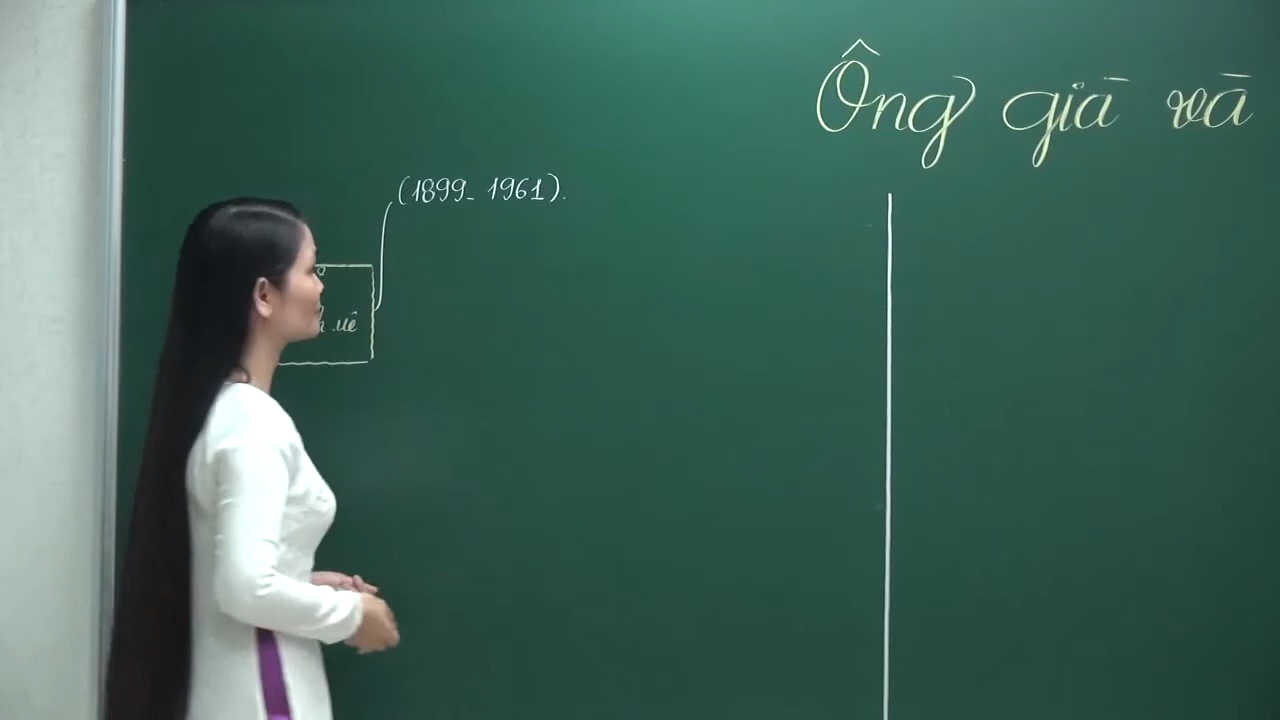 Ông già và
(1899- 1961).